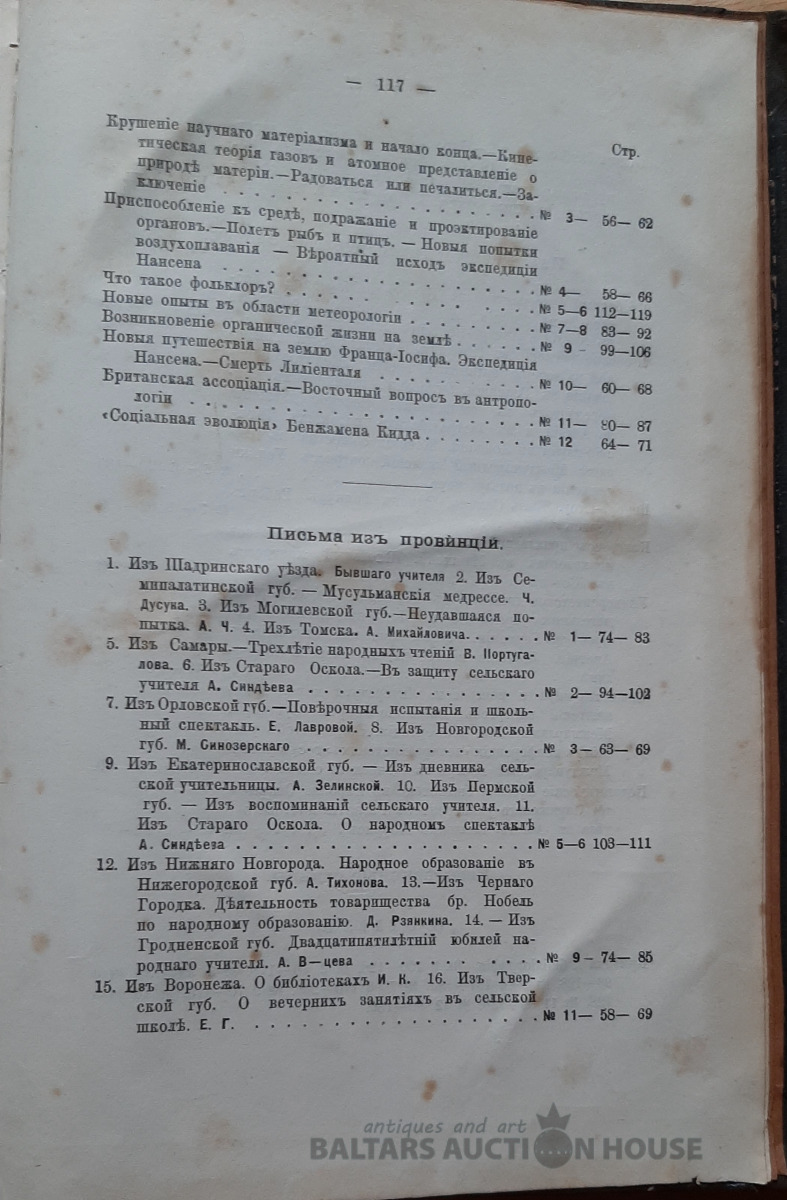 — 117 —
Стр.
Крушеніе научнаго матеріализма и начало конца.—Кине-
тическая теорія газовъ и атомное представленіе о
природѣ матеріи.—Радоваться или печалиться.—За-
ключеніе . . . . . . . . . . . . . . . . № 3— 56— 62
Приспособленіе къ средѣ, подражаніе и проэктированіе
органовъ.—Полетъ рыбъ и птицъ. — Новыя попытки
воздухоплаванія — Вѣроятный исходъ экспедиціи
Нансена . . . . . . . . . . . . . . . . № 4— 58— 66
Что такое фольклоръ? . . . . . . . . . . . № 5—6 112—119
Новые опыты въ области метеорологіи . . . . . . . . № 7—8 83— 92
Возникновеніе органической жизни на землѣ . . . . . . № 9 - 99—106
Новыя путешествія на землю Франца-Іосифа. Экспедиція
Нансена.—Смерть Лиліенталя . . . . . . . . . № 10— 60— 68
Британская ассоціація.—Восточный вопросъ въ антропо-
логіи . . . . . . . . . . . . . . . . . № 11— 80— 87
«Соціальная эволюція» Бенжамена Кидда . . . . . . . . № 12 64— 71
Письма изъ провинцій.
1. Изъ Шадринскаго уѣзда. Бывшаго учителя 2. Изъ Се-
мипалатинской губ. — Мусульманскія медрессе. Ч.
Дусука. 3. Изъ Могилевской губ.—Неудавшаяся по-
пытка. А. Ч. 4. Изъ Томска. А. Михайловича. . . . . . № 1— 74— 83
5. Изъ Самары.—Трехлѣтіе народныхъ чтеній В. Португа-
лова. 6. Изъ Стараго Оскола.—Въ защиту сельскаго
учителя А. Синдѣева . . . . . . . . . . . . . . . № 2— 94—102
7. Изъ Орловской губ.—Повѣрочныя испытанія и школь-
ный спектакль. Е. Лавровой. 8. Изъ Новгородской
губ. М. Синозерскаго . . . . . . . . . . . . . . . № 3— 63— 69
9. Изъ Екатеринославской губ. — Изъ дневника сель-
ской учительницы. А. Зелинской. 10. Изъ Пермской
губ. — Изъ воспоминаній сельскаго учителя. 11.
Изъ Стараго Оскола. О народномъ спектаклѣ
А. Синдѣева . . . . . . . . . . . . . . . . . . . № 5—6 103—111
12. Изъ Нижняго Новгорода. Народное образованіе въ
Нижегородской губ. А. Тихонова. 13.—Изъ Чернаго
Городка. Дѣятельность товарищества бр. Нобель
по народному образованію. Д. Рзянкина. 14. — Изъ
Гродненской губ. Двадцатипятилѣтній юбилей на-
роднаго учителя. А. В—цева . . . . . . . . . . № 9— 74— 85
15. Изъ Воронежа. О библіотекахъ И. К. 16. Изъ Твер-
ской губ. О вечернихъ занятіяхъ въ сельской
школѣ. Е. Г. . . . . . . . . . . . . . . . . . . № 11— 58— 69
antiques and art
BALTARS AUCTION HOUSE